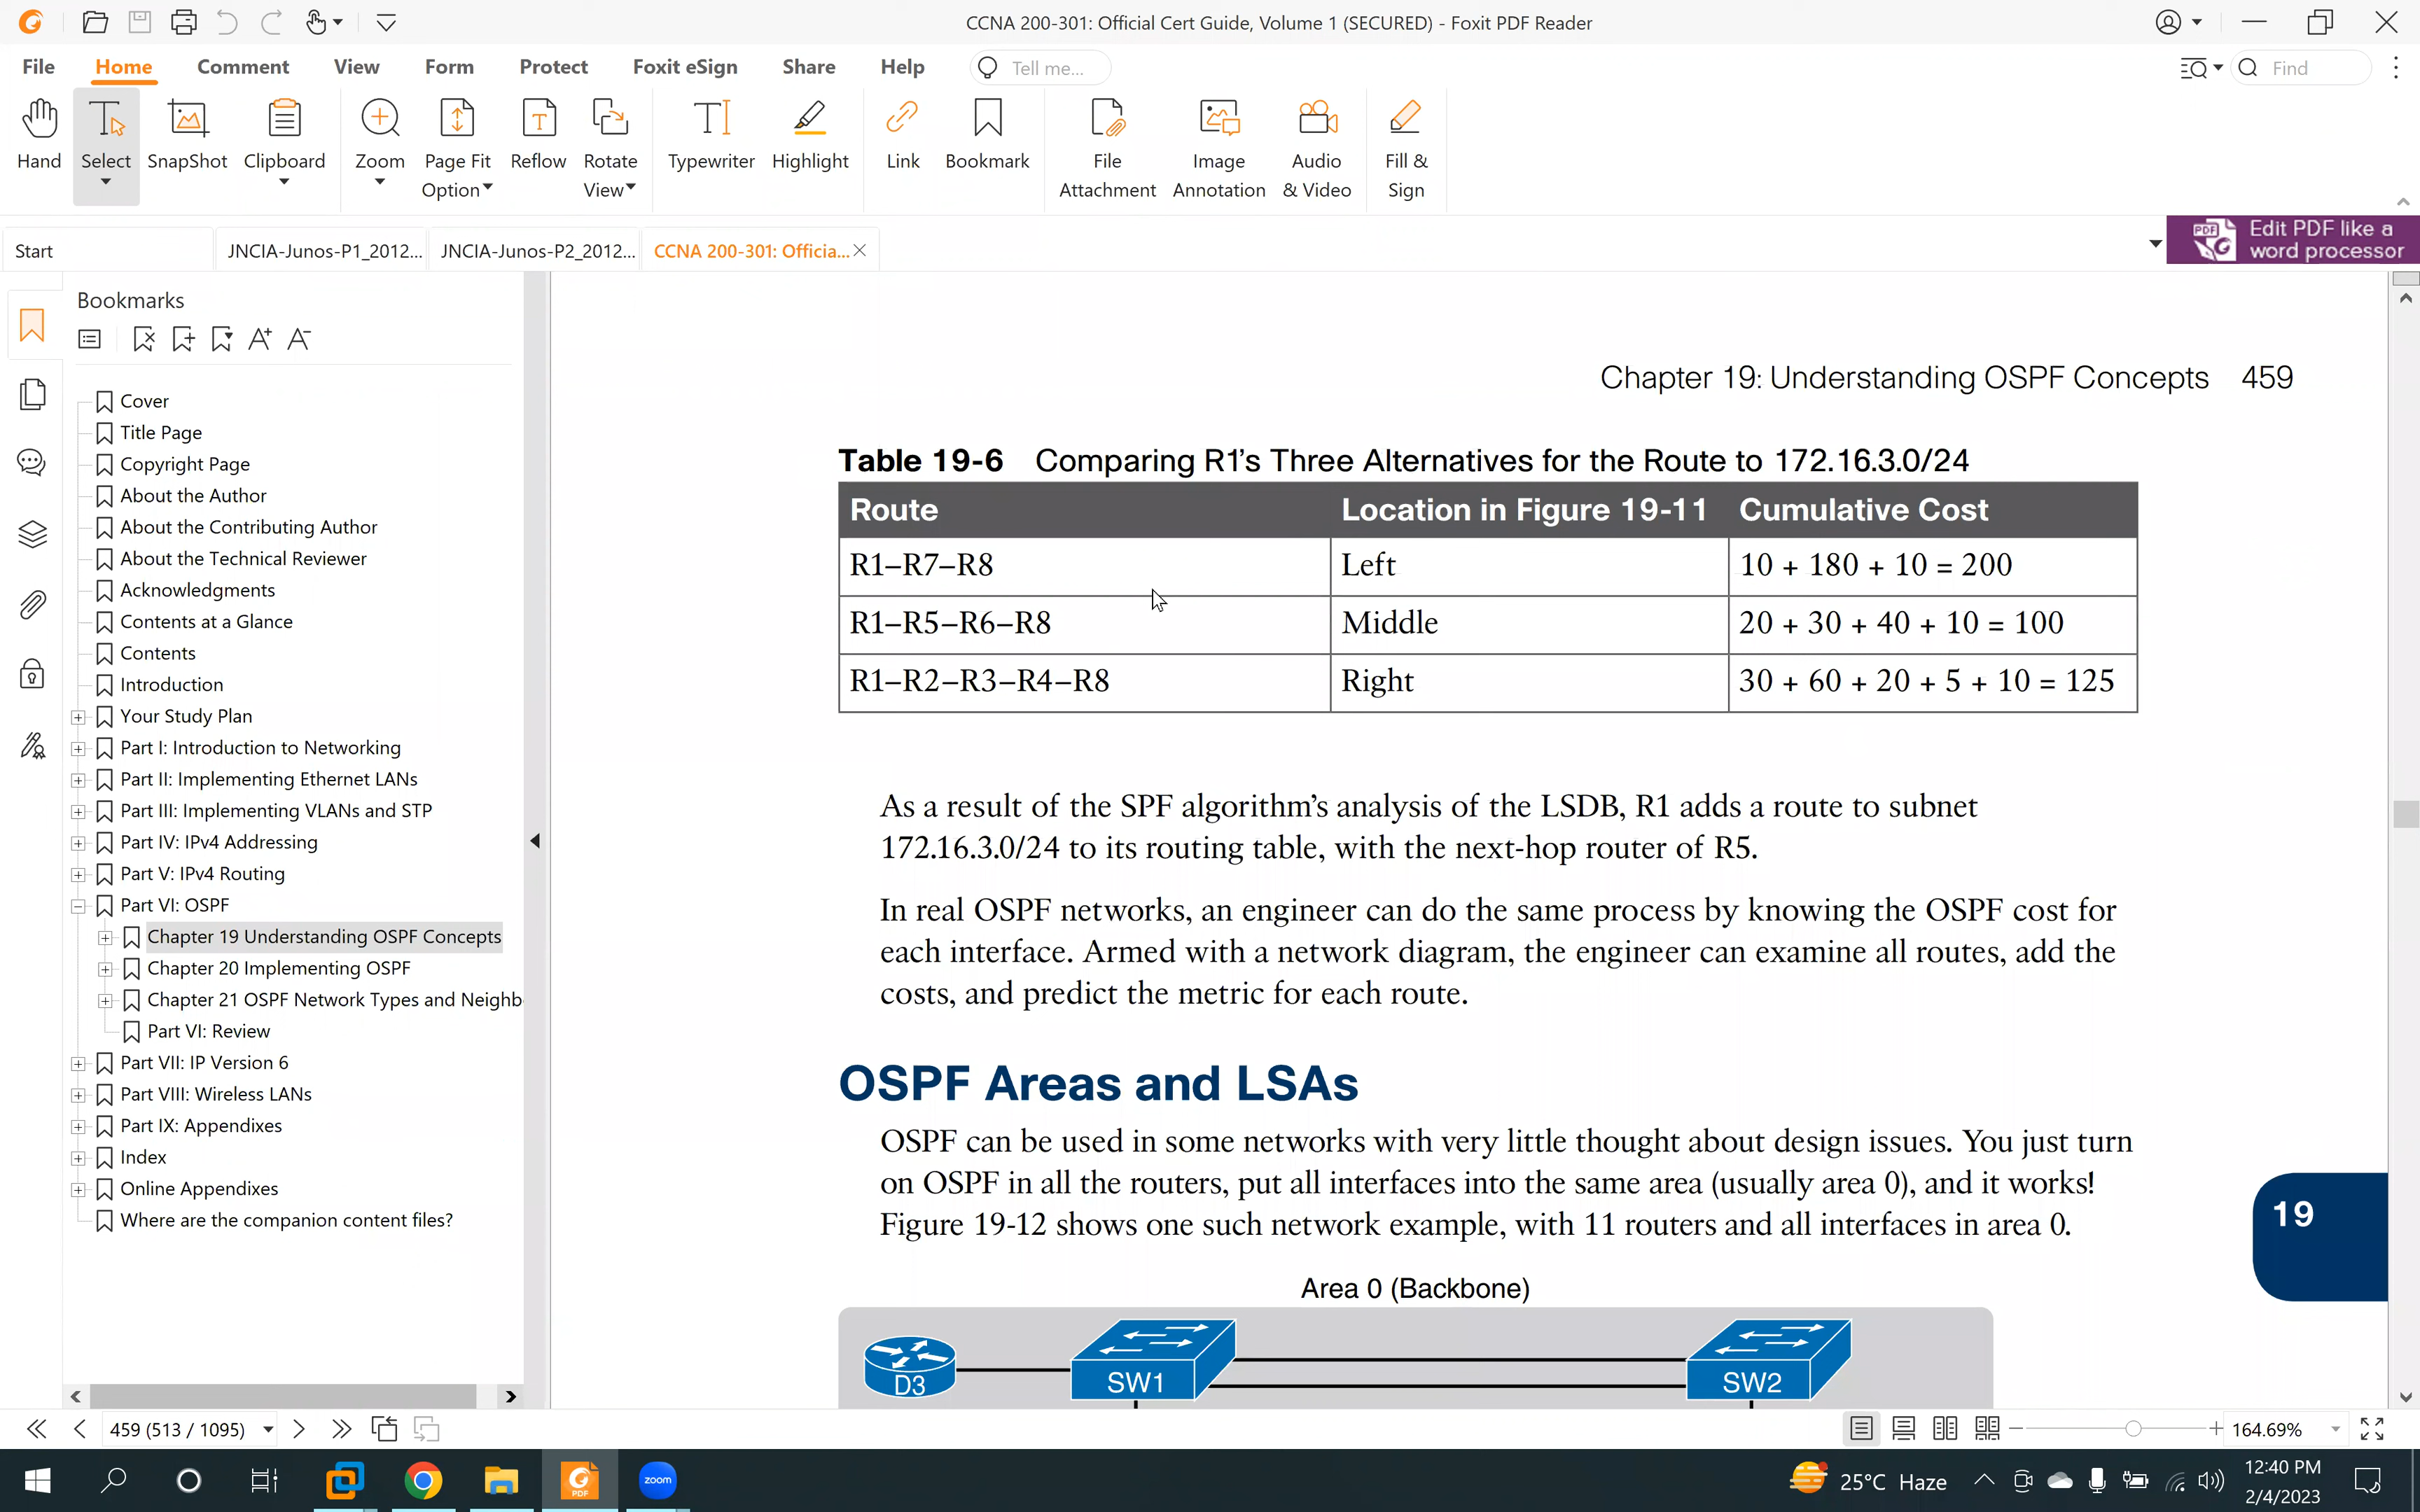 CCNA 200-301: Official Cert Guide, Volume 1 (SECURED) - Foxit PDF Reader
File Home Comment View Form Protect Foxit eSign Share Help Tell me... Find
Hand Select SnapShot Clipboard Zoom Page Fit Option Reflow Rotate View Typewriter Highlight Link Bookmark File Attachment Image Annotation Audio & Video Fill & Sign
Start JNCIA-Junos-P1_2012... JNCIA-Junos-P2_2012... CCNA 200-301: Officia...
Edit PDF like a
word processor
Bookmarks
Cover
Title Page
Copyright Page
About the Author
About the Contributing Author
About the Technical Reviewer
Acknowledgments
Contents at a Glance
Contents
Introduction
Your Study Plan
Part I: Introduction to Networking
Part II: Implementing Ethernet LANs
Part III: Implementing VLANs and STP
Part IV: IPv4 Addressing
Part V: IPv4 Routing
Part VI: OSPF
Chapter 19 Understanding OSPF Concepts
Chapter 20 Implementing OSPF
Chapter 21 OSPF Network Types and Neighb
Part VI: Review
Part VII: IP Version 6
Part VIII: Wireless LANs
Part IX: Appendixes
Index
Online Appendixes
Where are the companion content files?
Chapter 19: Understanding OSPF Concepts 459
Table 19-6 Comparing R1's Three Alternatives for the Route to 172.16.3.0/24
Route Location in Figure 19-11 Cumulative Cost
R1–R7–R8 Left 10 + 180 + 10 = 200
R1–R5–R6–R8 Middle 20 + 30 + 40 + 10 = 100
R1–R2–R3–R4–R8 Right 30 + 60 + 20 + 5 + 10 = 125
As a result of the SPF algorithm's analysis of the LSDB, R1 adds a route to subnet
172.16.3.0/24 to its routing table, with the next-hop router of R5.
In real OSPF networks, an engineer can do the same process by knowing the OSPF cost for
each interface. Armed with a network diagram, the engineer can examine all routes, add the
costs, and predict the metric for each route.
OSPF Areas and LSAs
OSPF can be used in some networks with very little thought about design issues. You just turn
on OSPF in all the routers, put all interfaces into the same area (usually area 0), and it works!
Figure 19-12 shows one such network example, with 11 routers and all interfaces in area 0.
19
Area 0 (Backbone)
D3 SW1 SW2
459 (513 / 1095) 164.69%
zoom
25°C Haze
12:40 PM
2/4/2023